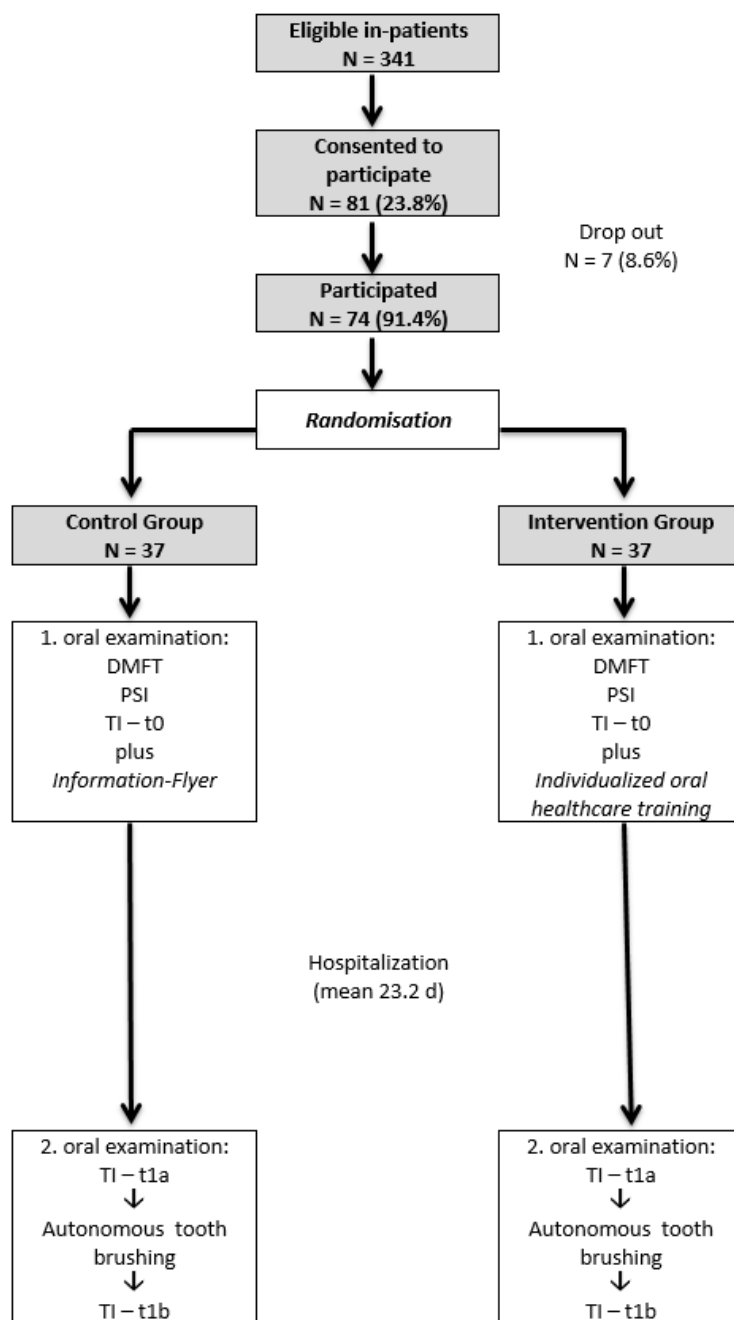 Eligible in-patients
N = 341
Consented to
participate
N = 81 (23.8%)
Drop out
N = 7 (8.6%)
Participated
N = 74 (91.4%)
Randomisation
Control Group
N = 37
Intervention Group
N = 37
1. oral examination:
DMFT
PSI
TI – t0
plus
Information-Flyer
1. oral examination:
DMFT
PSI
TI – t0
plus
Individualized oral
healthcare training
Hospitalization
(mean 23.2 d)
2. oral examination:
TI – t1a
↓
Autonomous tooth
brushing
↓
TI – t1b
2. oral examination:
TI – t1a
↓
Autonomous tooth
brushing
↓
TI – t1b